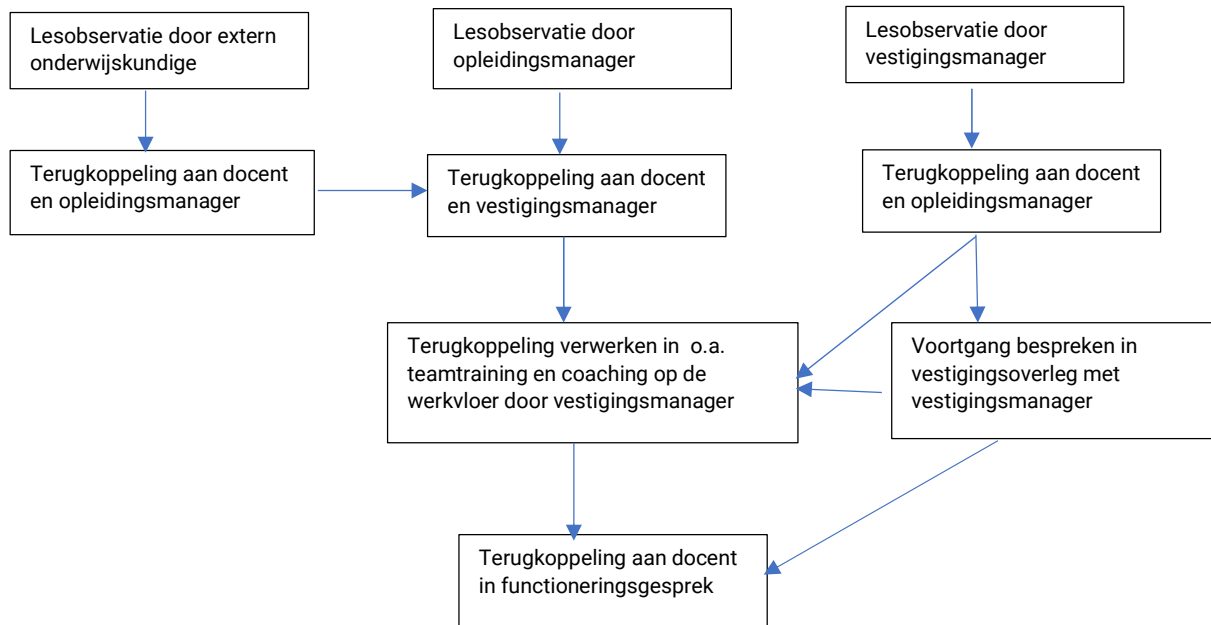 Lesobservatie door extern
onderwijskundige
Lesobservatie door
opleidingsmanager
Lesobservatie door
vestigingsmanager
Terugkoppeling aan docent
en opleidingsmanager
Terugkoppeling aan docent
en vestigingsmanager
Terugkoppeling aan docent
en opleidingsmanager
Terugkoppeling verwerken in o.a.
teamtraining en coaching op de
werkvloer door vestigingsmanager
Voortgang bespreken in
vestigingsoverleg met
vestigingsmanager
Terugkoppeling aan docent
in functioneringsgesprek